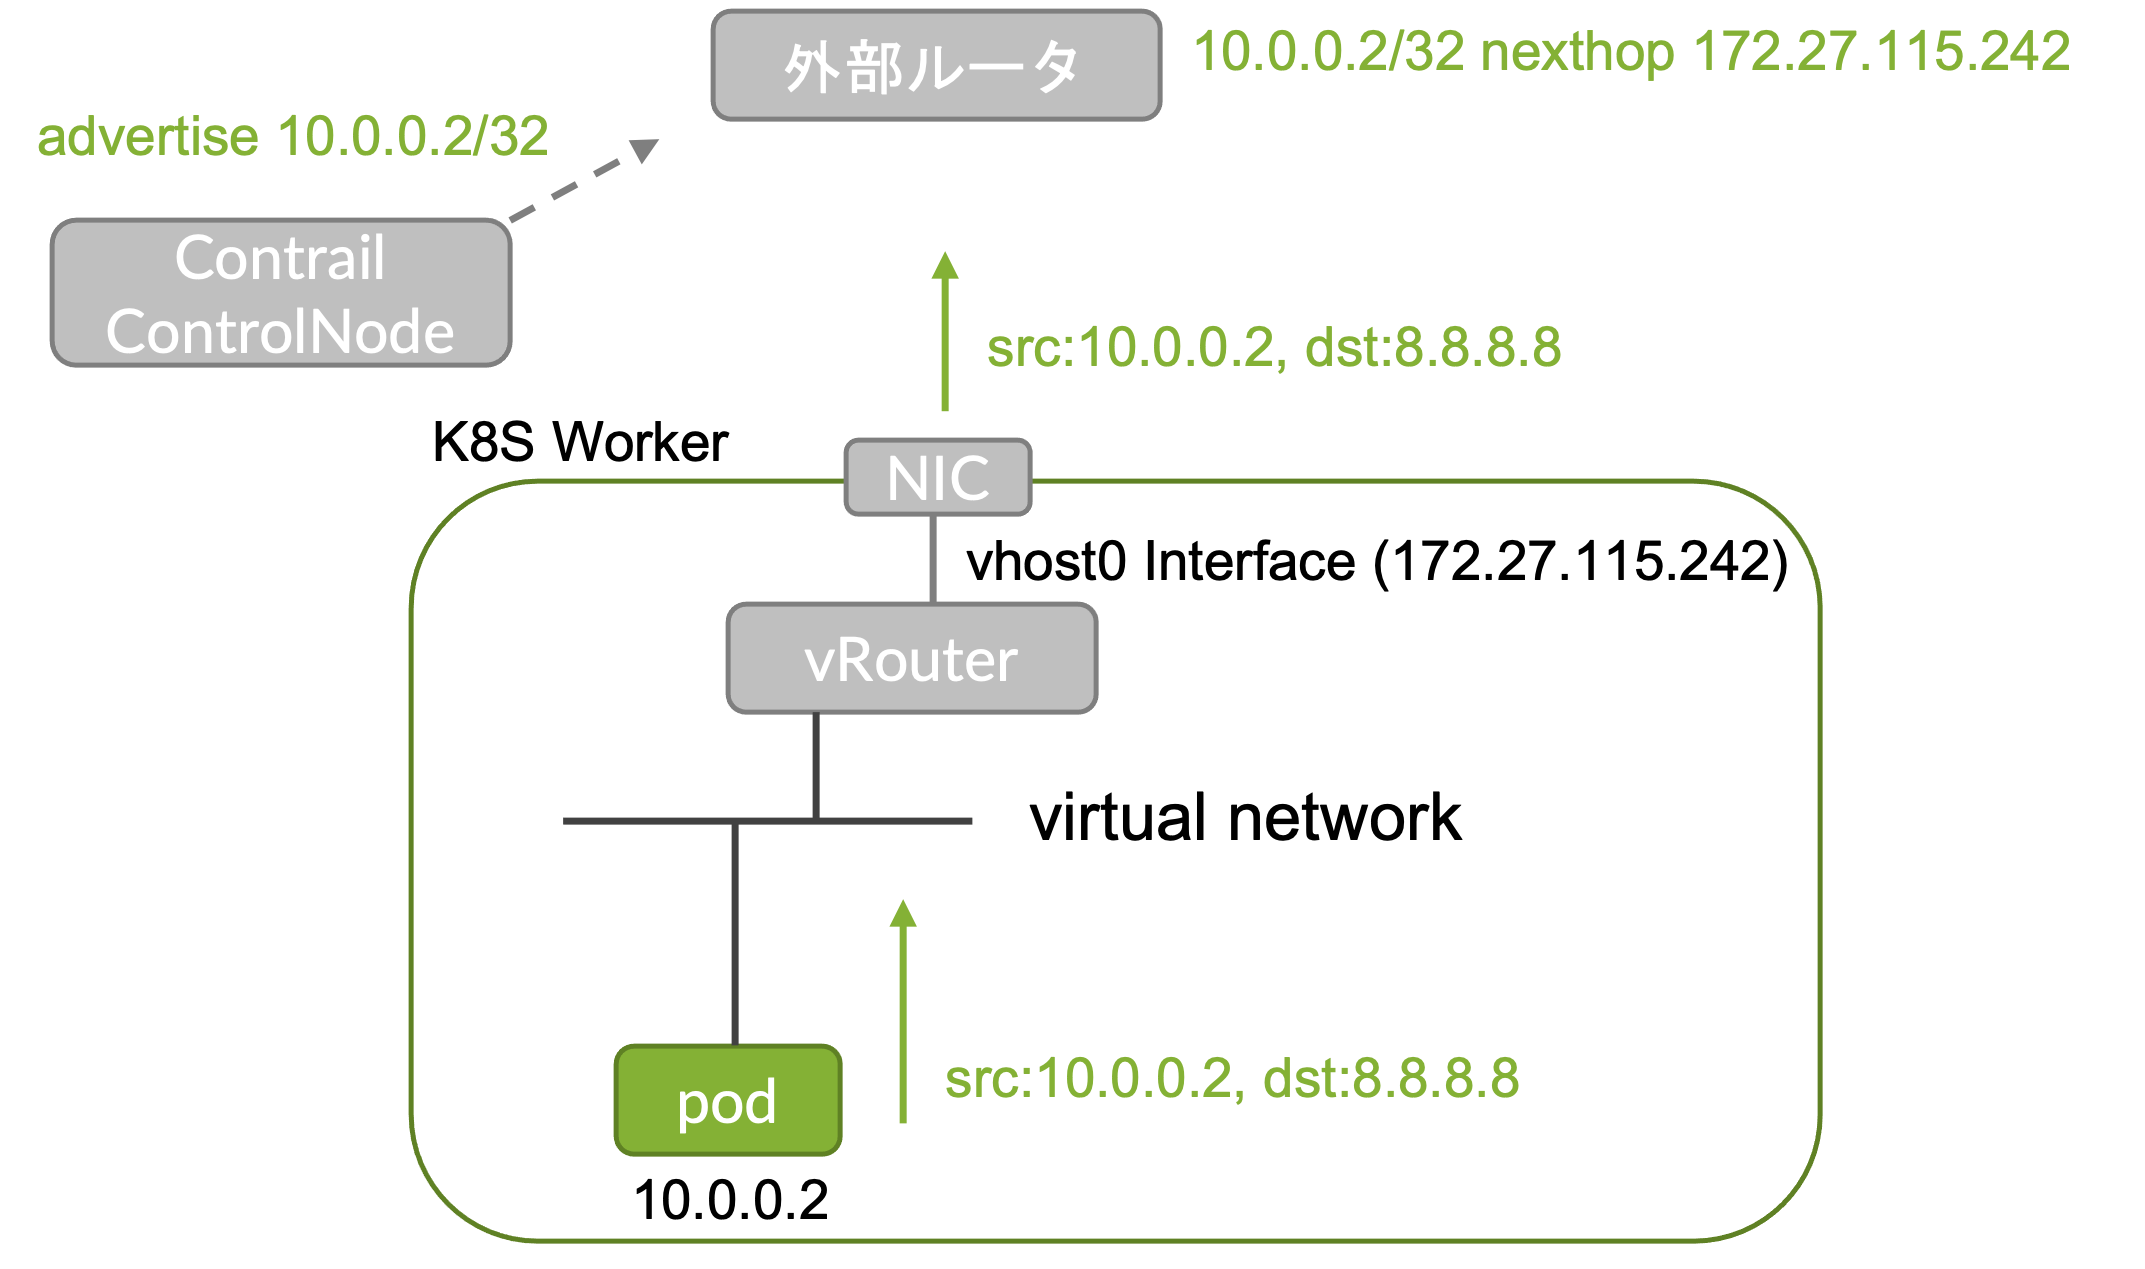 外部ルータ
10.0.0.2/32 nexthop 172.27.115.242
advertise 10.0.0.2/32
Contrail
ControlNode
src:10.0.0.2, dst:8.8.8.8
K8S Worker
NIC
vhost0 Interface (172.27.115.242)
vRouter
virtual network
src:10.0.0.2, dst:8.8.8.8
pod
10.0.0.2